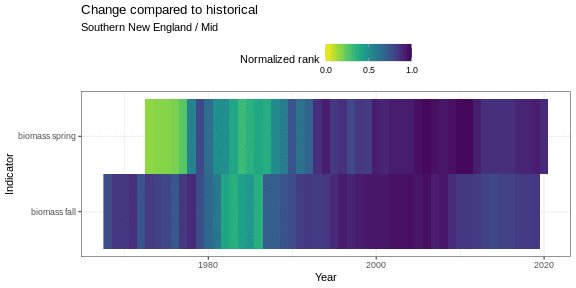 Change compared to historical
Southern New England / Mid
Normalized rank
0.0 0.5 1.0
Indicator
biomass spring
biomass fall
1980 2000 2020
Year